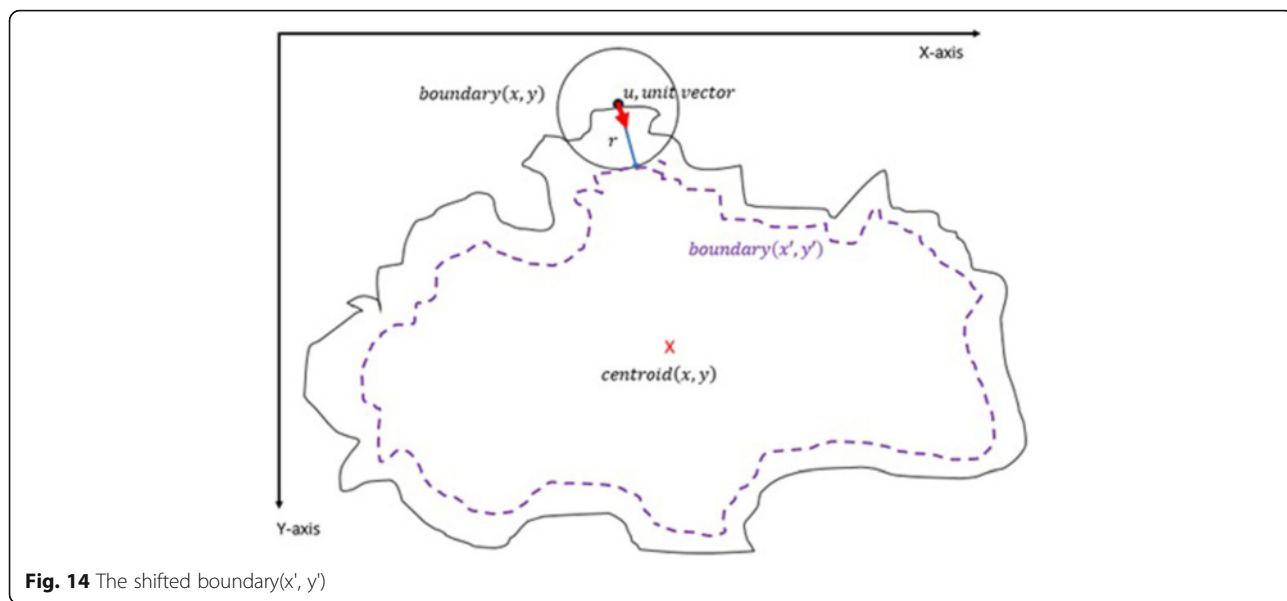 X-axis
boundary(x, y)
u, unit vector
r
boundary(x′, y′)
X
centroid(x, y)
Y-axis
Fig. 14 The shifted boundary(x', y')